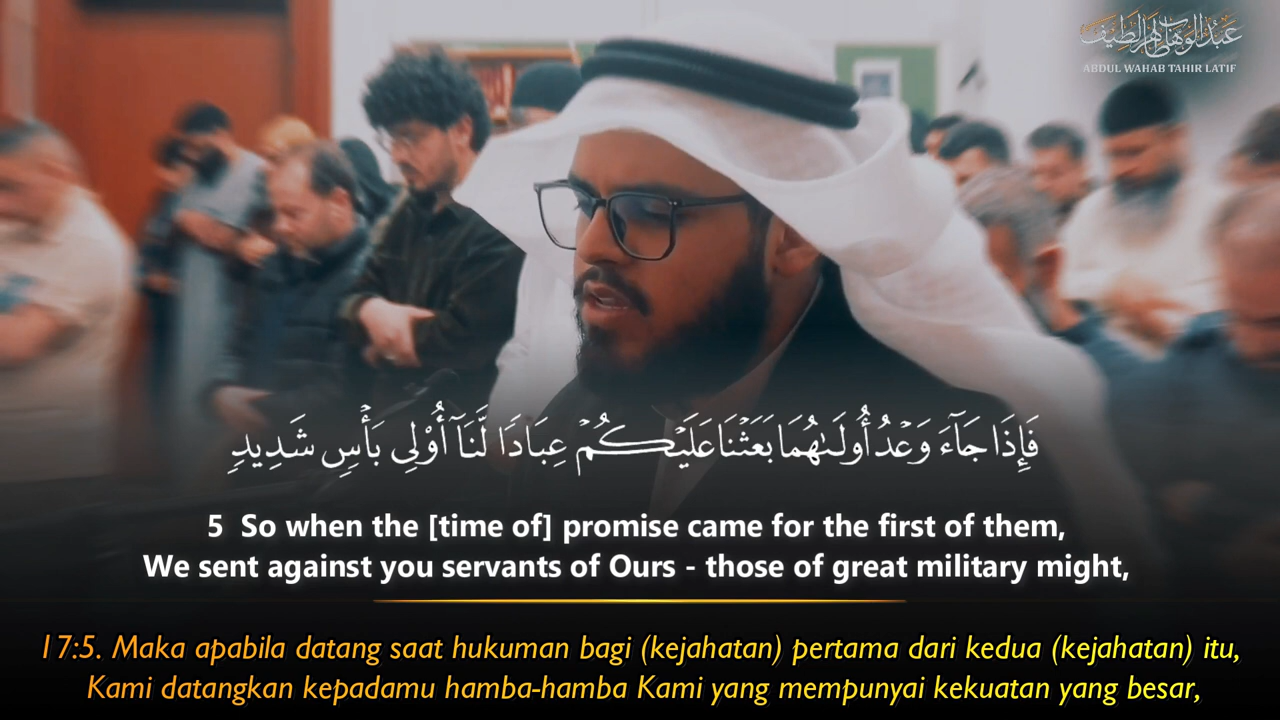 عبد الوهاب طاهر لطيف
ABDUL WAHAB TAHIR LATIF
فَإِذَا جَآءَ وَعۡدُ أُولَىٰهُمَا بَعَثۡنَا عَلَيۡكُمۡ عِبَادٗا لَّنَآ أُوْلِي بَأۡسٖ شَدِيدٖ
5 So when the [time of] promise came for the first of them,
We sent against you servants of Ours - those of great military might,
17:5. Maka apabila datang saat hukuman bagi (kejahatan) pertama dari kedua (kejahatan) itu,
Kami datangkan kepadamu hamba-hamba Kami yang mempunyai kekuatan yang besar,